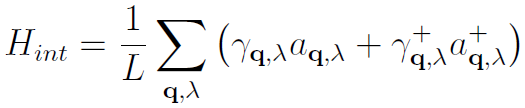 $H_{int} = \frac{1}{L} \sum_{\mathbf{q},\lambda} \left( \gamma_{\mathbf{q},\lambda} a_{\mathbf{q},\lambda} + \gamma^{+}_{\mathbf{q},\lambda} a^{+}_{\mathbf{q},\lambda} \right)$